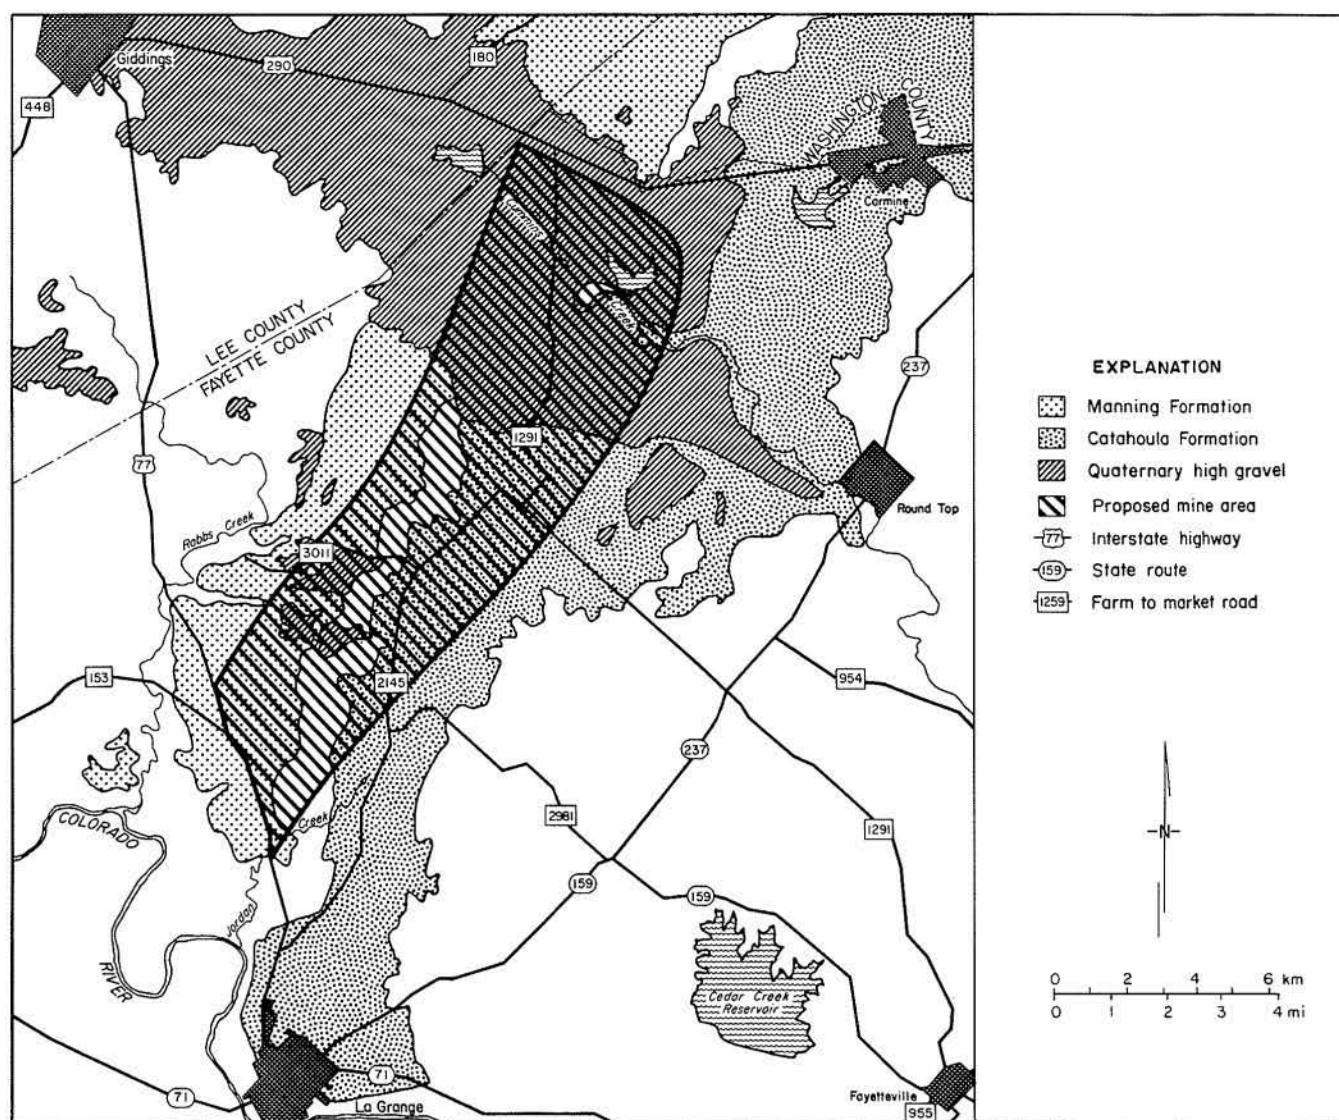 Giddings
290
180
448
WASHINGTON COUNTY
Carmine
LEE COUNTY
FAYETTE COUNTY
Creek
237
77
1291
Round Top
Rabbs Creek
3011
153
2145
954
237
COLORADO
RIVER
Creek
2981
1291
159
159
Jordan
Cedar Creek
Reservoir
71
71
La Grange
Fayetteville
955
EXPLANATION
Manning Formation
Catahoula Formation
Quaternary high gravel
Proposed mine area
77 Interstate highway
159 State route
1259 Farm to market road
N
0 2 4 6 km
0 1 2 3 4 mi